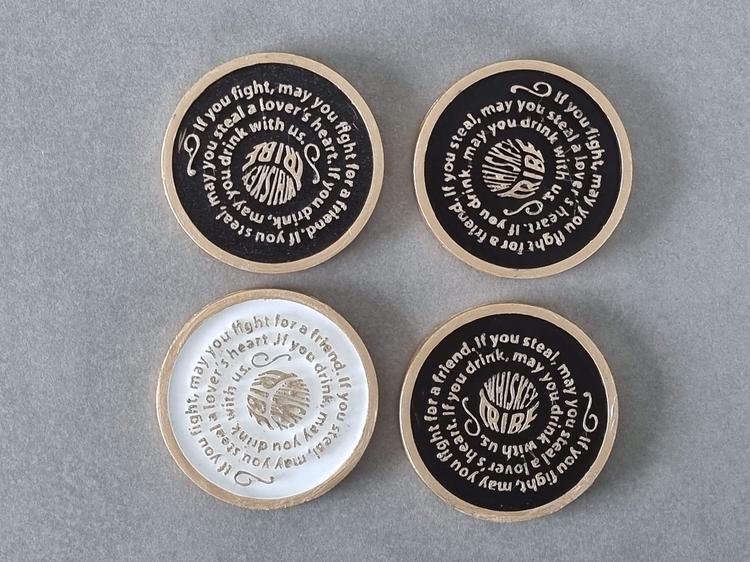 If you fight, may you fight for a friend. If you steal, may you steal a lover's heart. If you drink, may you drink with us.
WHISKEY
TRIBE
If you fight, may you fight for a friend. If you steal, may you steal a lover's heart. If you drink, may you drink with us.
WHISKEY
TRIBE
If you fight, may you fight for a friend. If you steal, may you steal a lover's heart .if you drink, may you drink with us.
WHISKEY
TRIBE
If you fight, may you fight for a friend. If you steal, may you steal a lover's heart. If you drink, may you drink with us.
WHISKEY
TRIBE